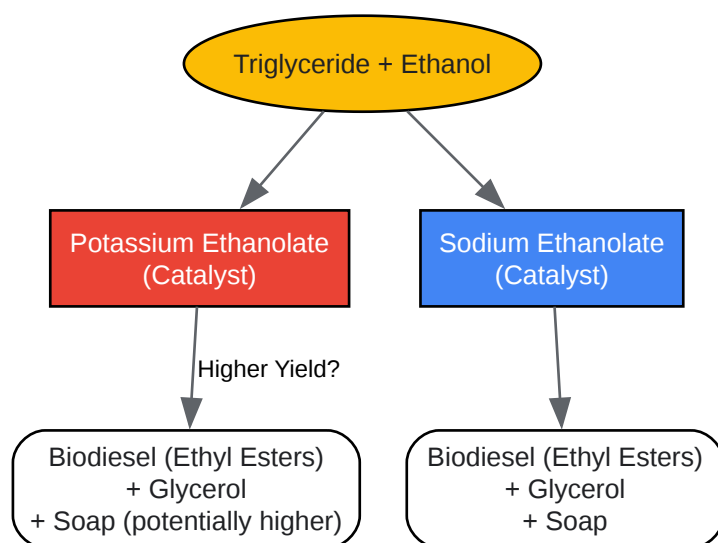 Triglyceride + Ethanol
Potassium Ethanolate
(Catalyst)
Sodium Ethanolate
(Catalyst)
Higher Yield?
Biodiesel (Ethyl Esters)
+ Glycerol
+ Soap (potentially higher)
Biodiesel (Ethyl Esters)
+ Glycerol
+ Soap